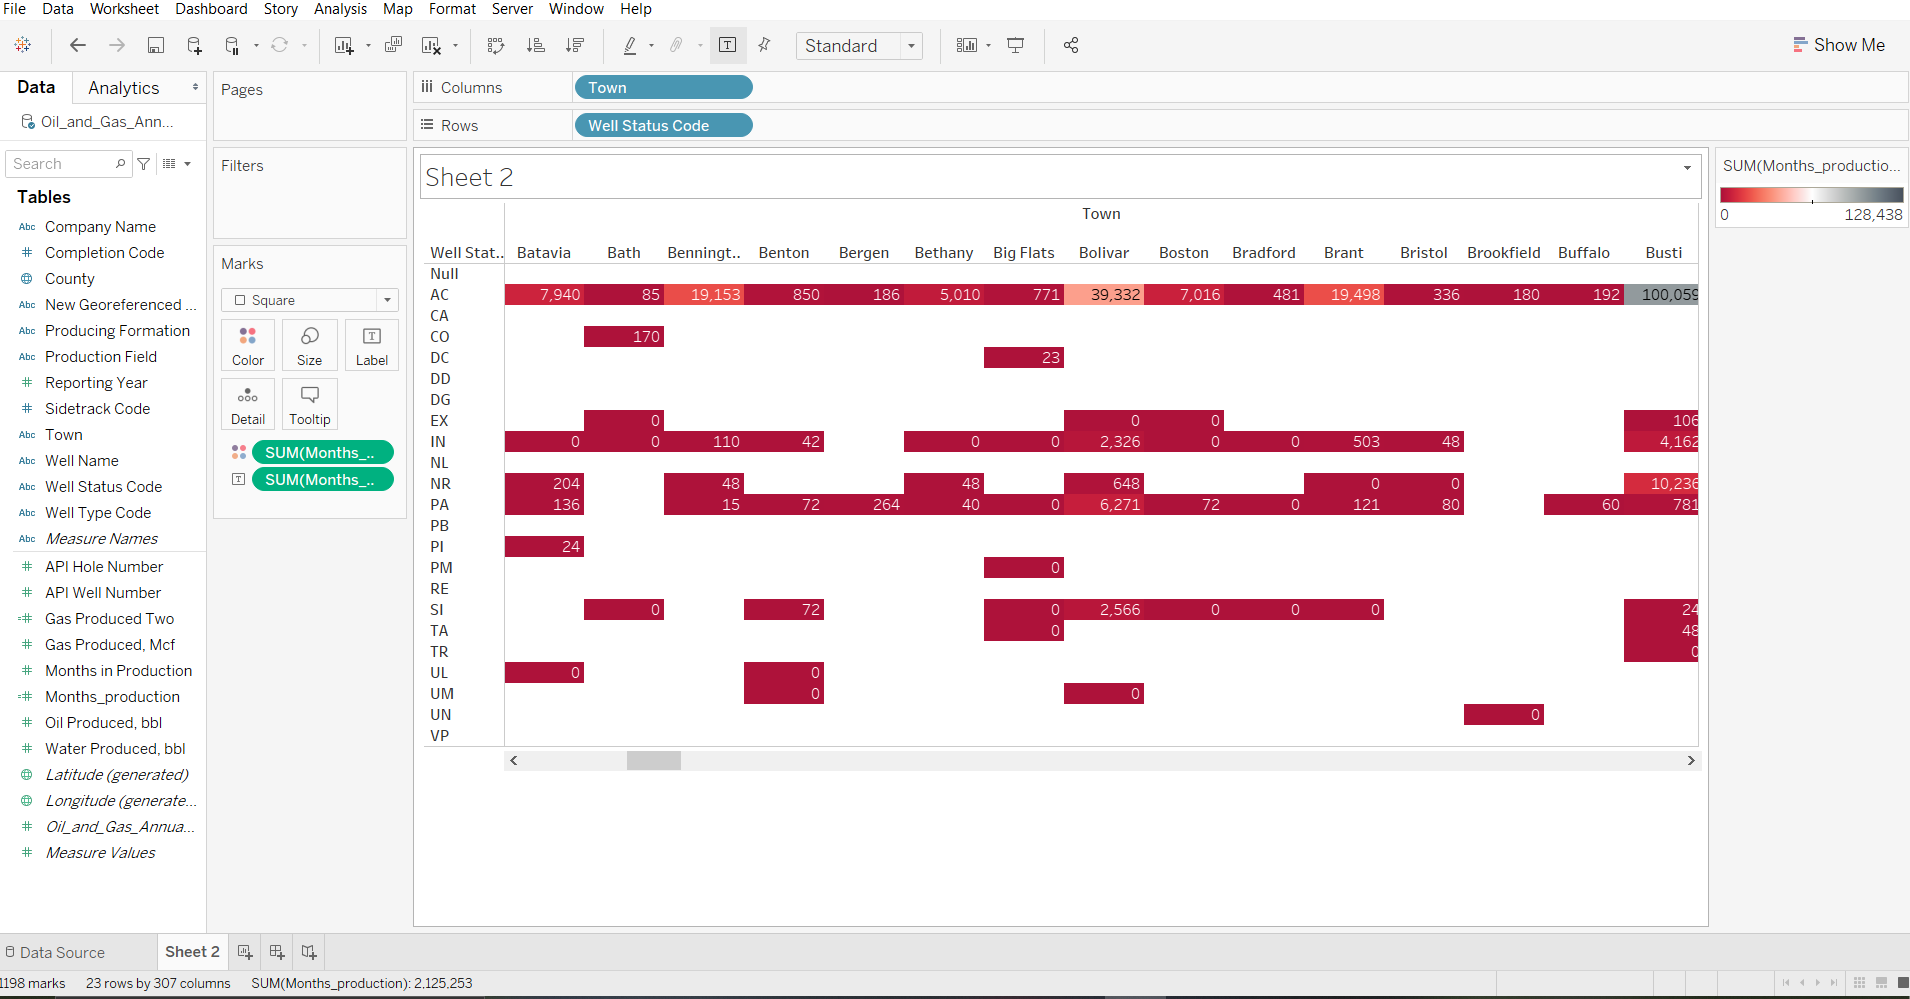 File Data Worksheet Dashboard Story Analysis Map Format Server Window Help
Standard
Show Me
Data Analytics
Oil_and_Gas_Ann...
Search
Tables
Abc Company Name
Completion Code
County
Abc New Georeferenced ...
Abc Producing Formation
Abc Production Field
Reporting Year
Sidetrack Code
Abc Town
Abc Well Name
Abc Well Status Code
Abc Well Type Code
Abc Measure Names
API Hole Number
API Well Number
Gas Produced Two
Gas Produced, Mcf
Months in Production
Months_production
Oil Produced, bbl
Water Produced, bbl
Latitude (generated)
Longitude (generate...
Oil_and_Gas_Annua...
Measure Values
Pages
Filters
Marks
Square
Color Size Label
Detail Tooltip
SUM(Months_..
SUM(Months_..
Columns Town
Rows Well Status Code
Sheet 2
Town
Well Stat.. Batavia Bath Benningt.. Benton Bergen Bethany Big Flats Bolivar Boston Bradford Brant Bristol Brookfield Buffalo Busti
Null
AC 7,940 85 19,153 850 186 5,010 771 39,332 7,016 481 19,498 336 180 192 100,059
CA
CO 170
DC 23
DD
DG
EX 0 0 0 106
IN 0 0 110 42 0 0 2,326 0 0 503 48 4,162
NL
NR 204 48 48 648 0 0 10,236
PA 136 15 72 264 40 0 6,271 72 0 121 80 60 781
PB
PI 24
PM 0
RE
SI 0 72 0 2,566 0 0 0 24
TA 0 48
TR 0
UL 0 0
UM 0 0
UN 0
VP
SUM(Months_productio...
0 128,438
Data Source Sheet 2
1198 marks 23 rows by 307 columns SUM(Months_production): 2,125,253